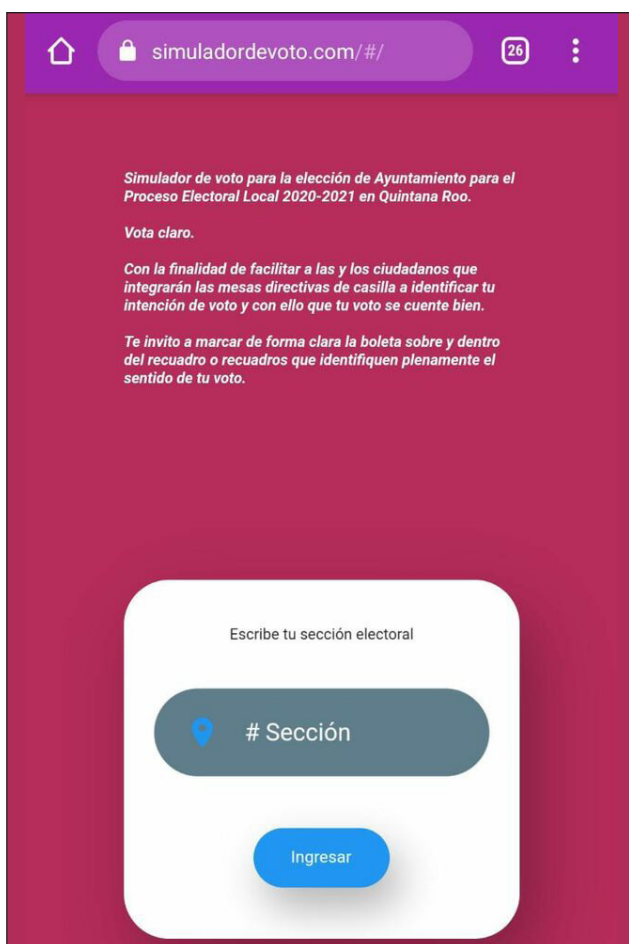 simuladordevoto.com/#/
26
Simulador de voto para la elección de Ayuntamiento para el
Proceso Electoral Local 2020-2021 en Quintana Roo.
Vota claro.
Con la finalidad de facilitar a las y los ciudadanos que
integrarán las mesas directivas de casilla a identificar tu
intención de voto y con ello que tu voto se cuente bien.
Te invito a marcar de forma clara la boleta sobre y dentro
del recuadro o recuadros que identifiquen plenamente el
sentido de tu voto.
Escribe tu sección electoral
# Sección
Ingresar